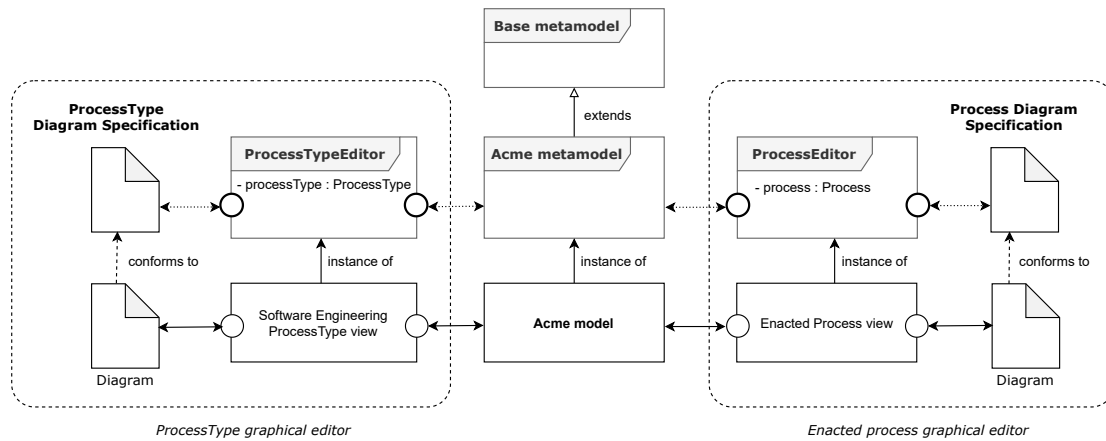 Base metamodel
extends
ProcessType
Diagram Specification
ProcessTypeEditor
- processType : ProcessType
Acme metamodel
ProcessEditor
- process : Process
Process Diagram
Specification
conforms to
instance of
instance of
instance of
conforms to
Software Engineering
ProcessType view
Acme model
Enacted Process view
Diagram
Diagram
ProcessType graphical editor
Enacted process graphical editor